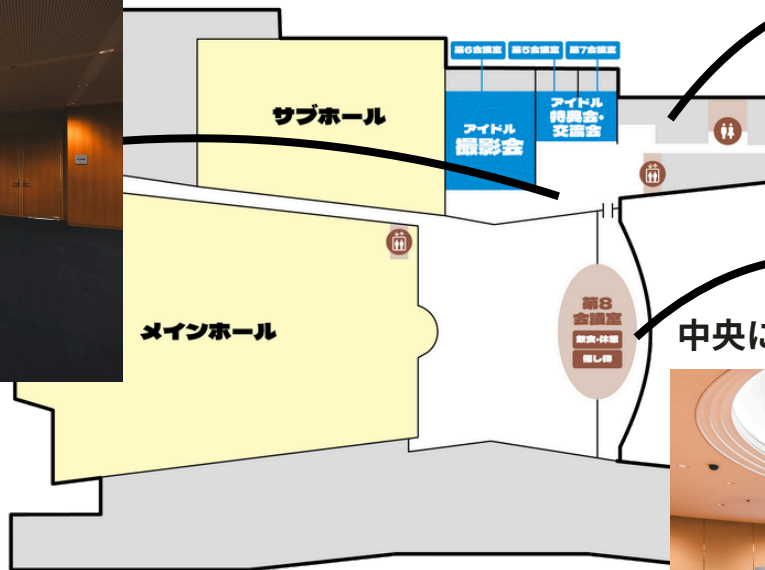 第6会議室 第5会議室 第7会議室
サブホール
アイドル
撮影会
アイドル
特典会・
交流会
メインホール
第8
会議室
飲食・休憩
催し物
中央に